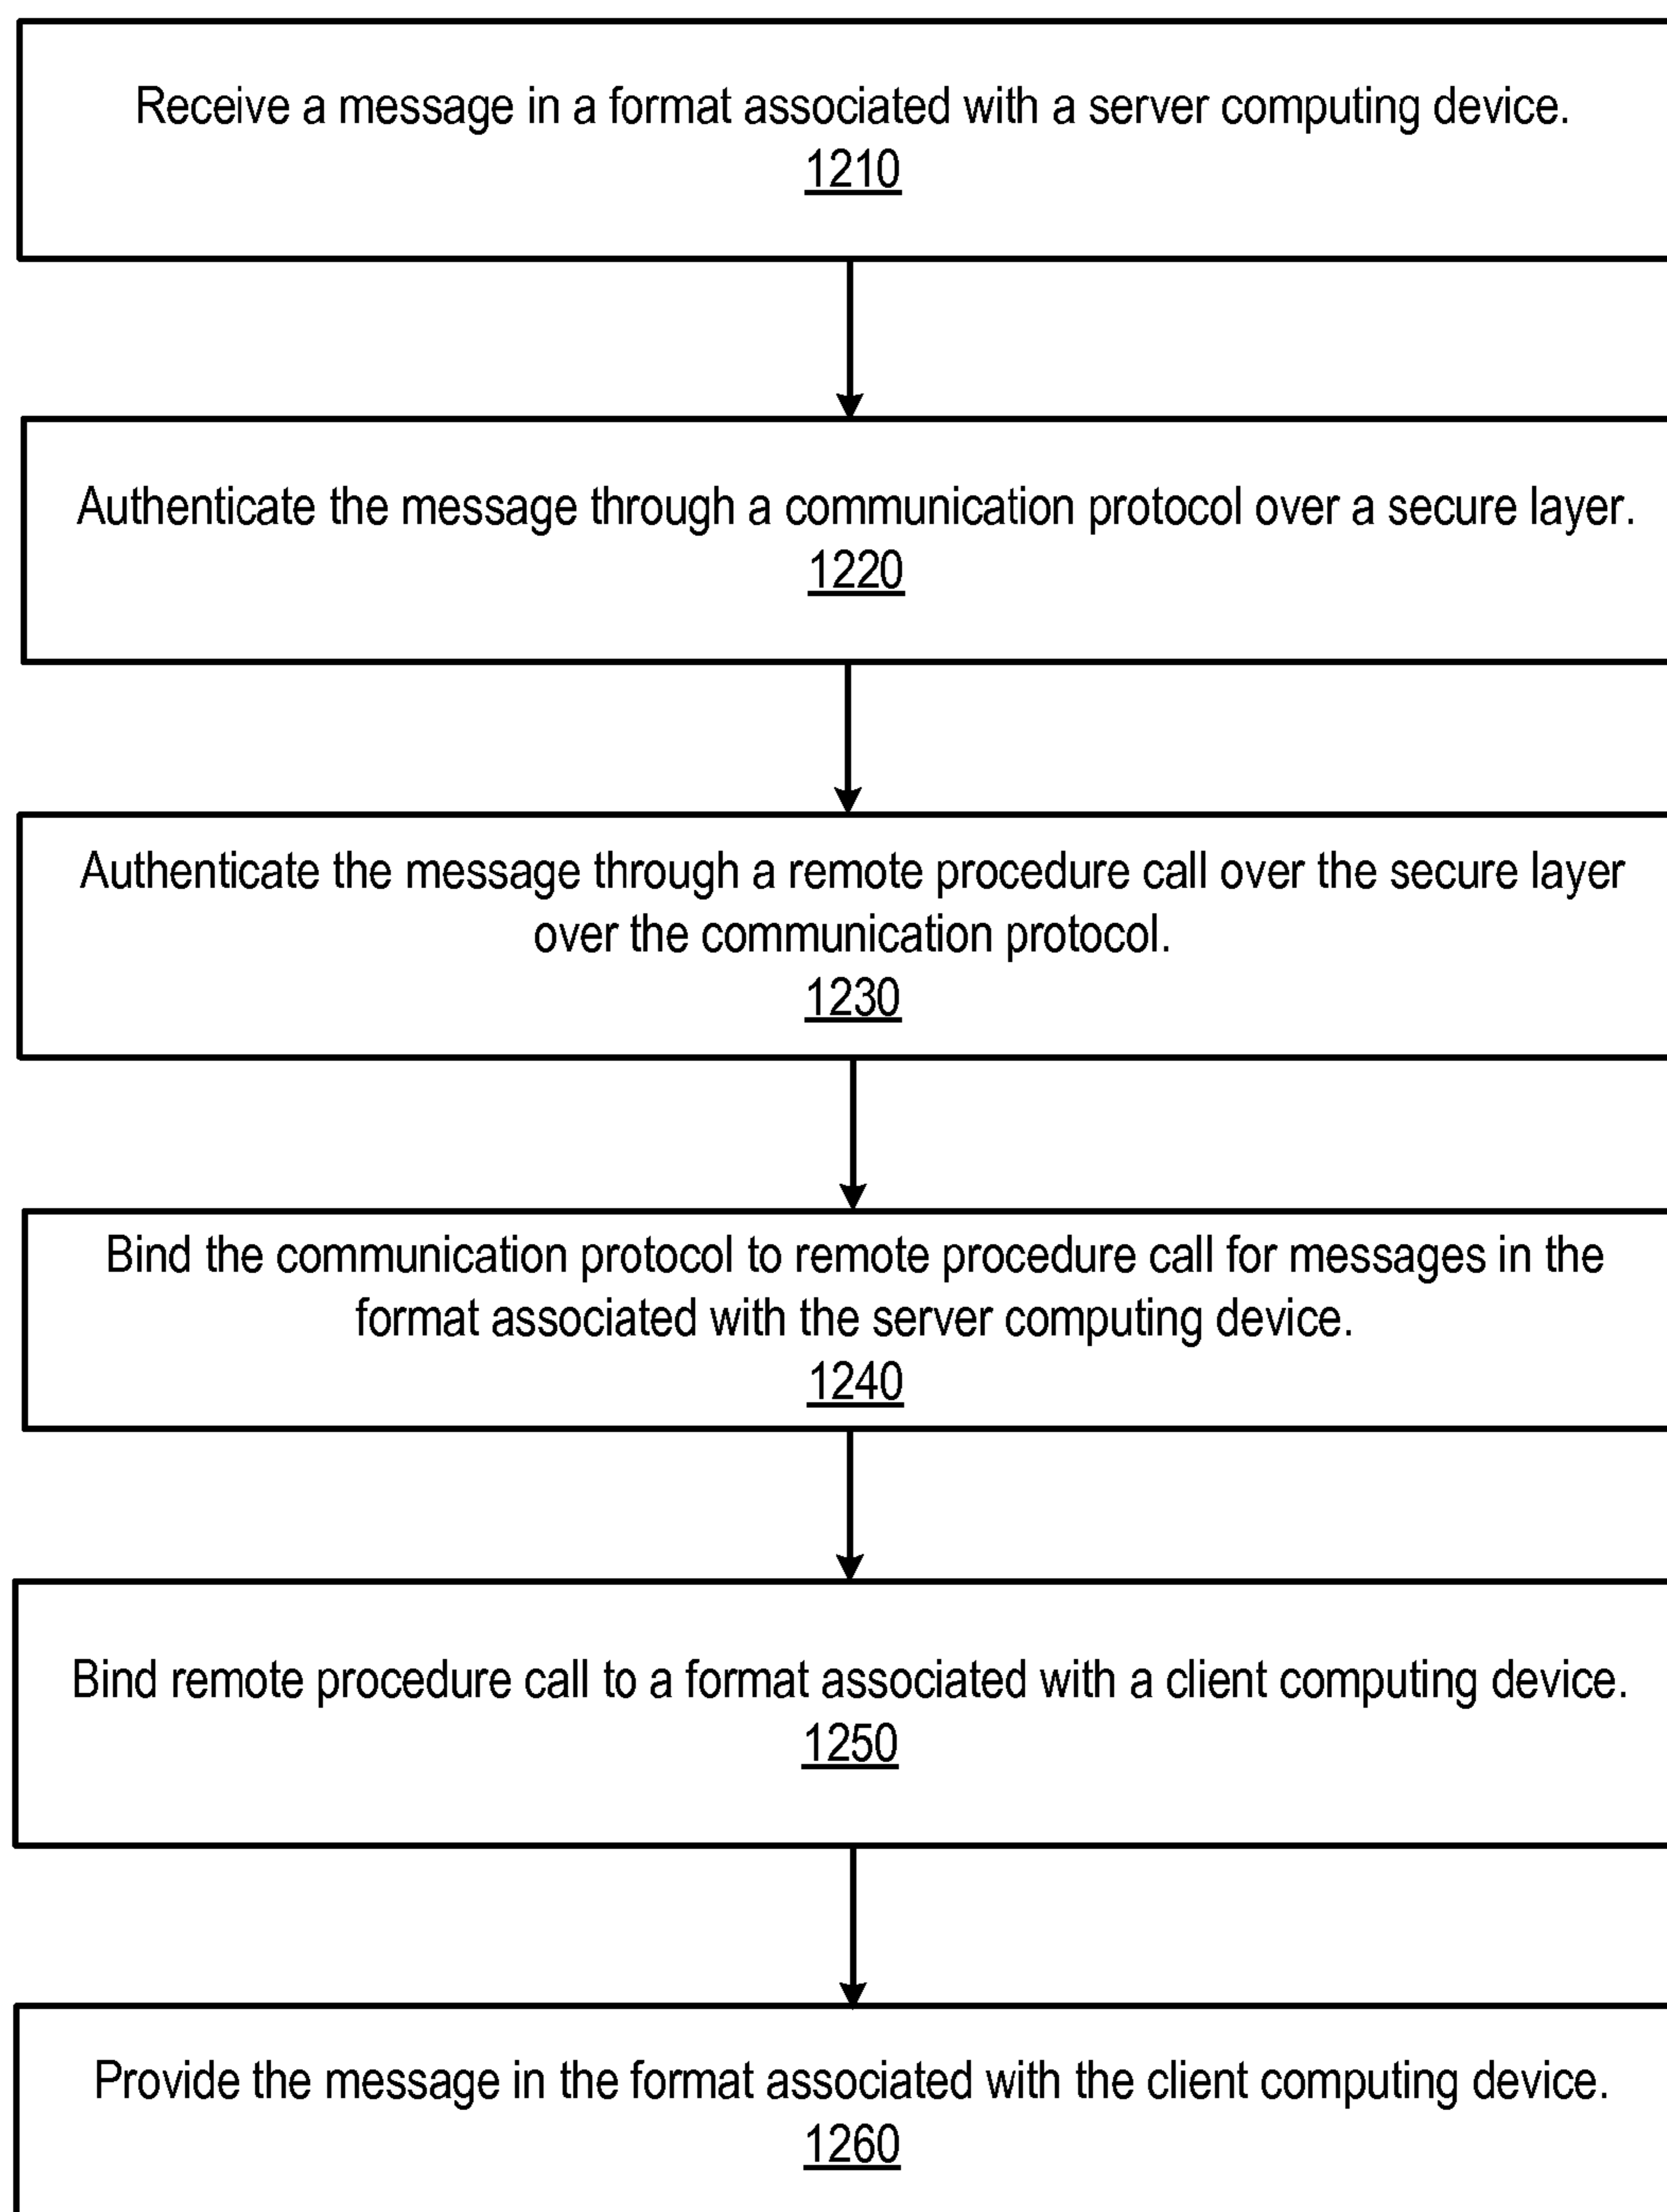 Receive a message in a format associated with a server computing device.
1210
Authenticate the message through a communication protocol over a secure layer.
1220
Authenticate the message through a remote procedure call over the secure layer
over the communication protocol.
1230
Bind the communication protocol to remote procedure call for messages in the
format associated with the server computing device.
1240
Bind remote procedure call to a format associated with a client computing device.
1250
Provide the message in the format associated with the client computing device.
1260